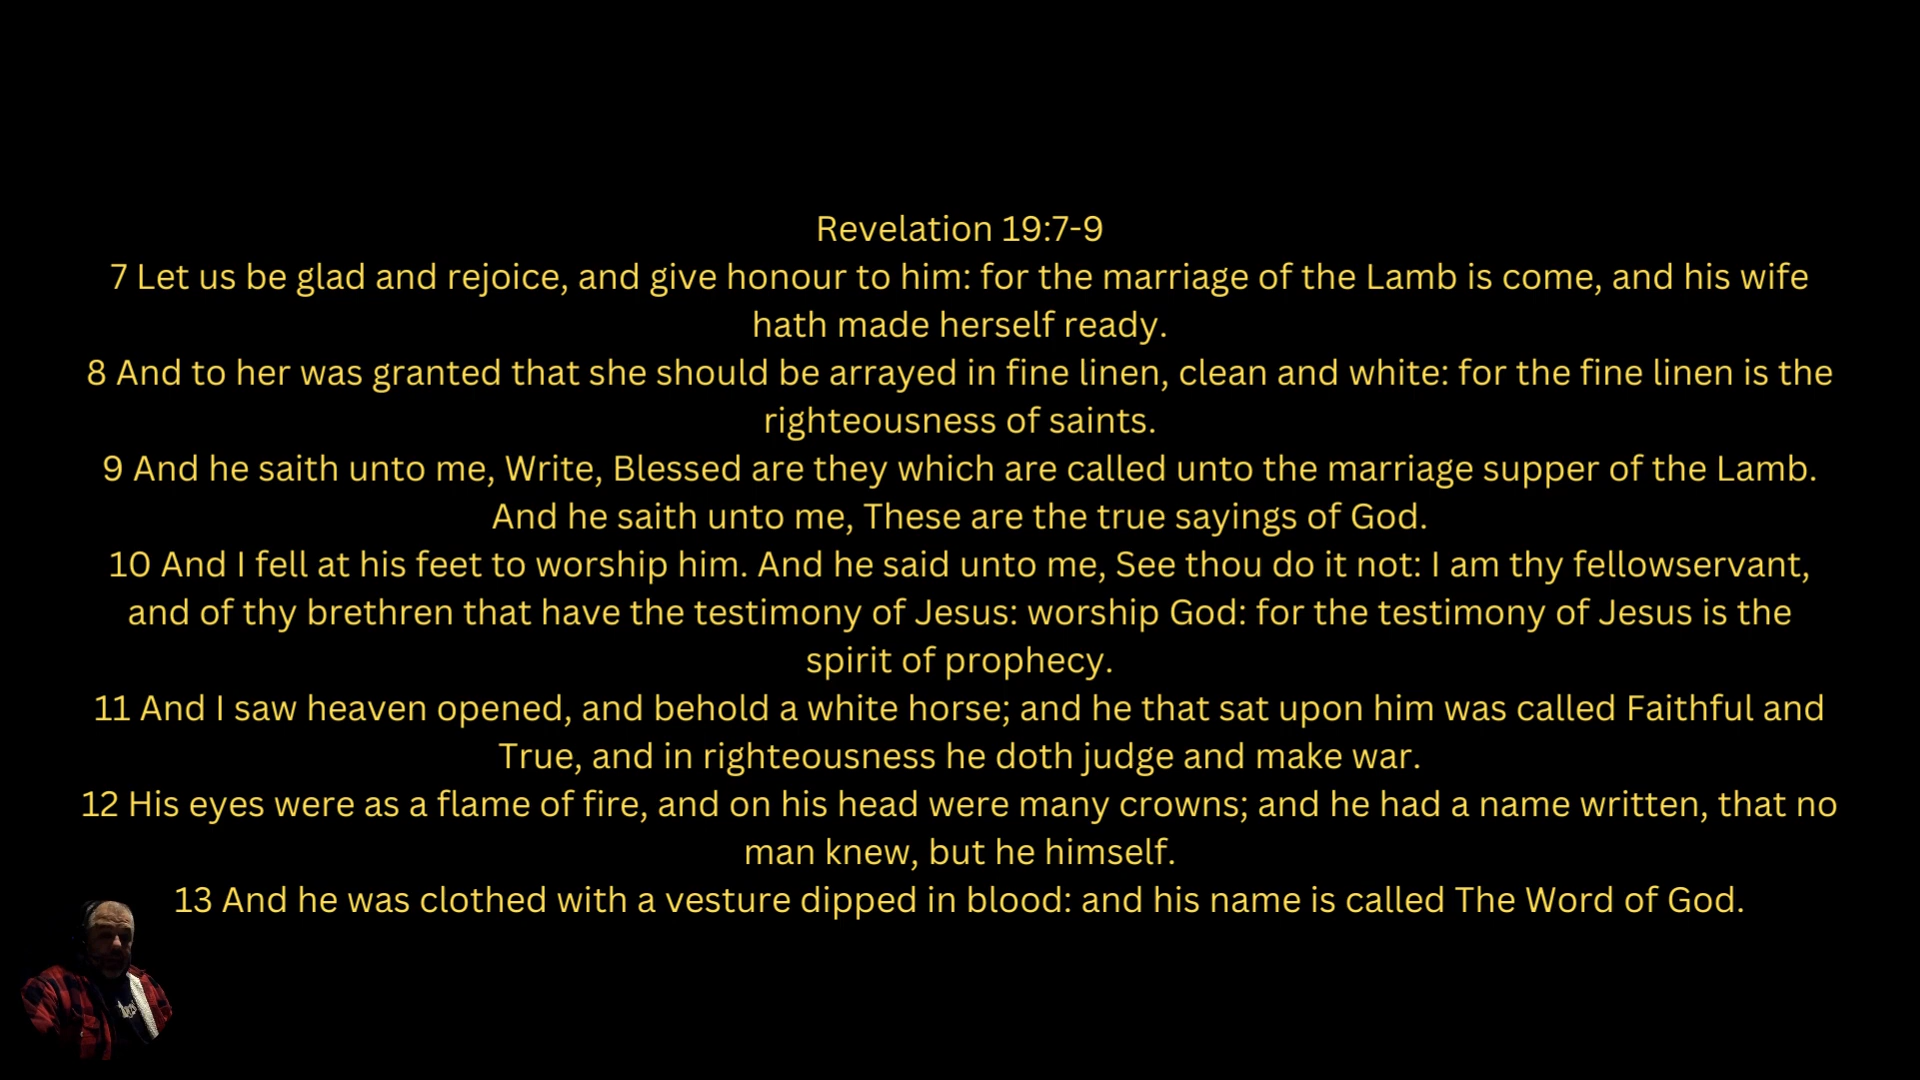 Revelation 19:7-9
7 Let us be glad and rejoice, and give honour to him: for the marriage of the Lamb is come, and his wife
hath made herself ready.
8 And to her was granted that she should be arrayed in fine linen, clean and white: for the fine linen is the
righteousness of saints.
9 And he saith unto me, Write, Blessed are they which are called unto the marriage supper of the Lamb.
And he saith unto me, These are the true sayings of God.
10 And I fell at his feet to worship him. And he said unto me, See thou do it not: I am thy fellowservant,
and of thy brethren that have the testimony of Jesus: worship God: for the testimony of Jesus is the
spirit of prophecy.
11 And I saw heaven opened, and behold a white horse; and he that sat upon him was called Faithful and
True, and in righteousness he doth judge and make war.
12 His eyes were as a flame of fire, and on his head were many crowns; and he had a name written, that no
man knew, but he himself.
13 And he was clothed with a vesture dipped in blood: and his name is called The Word of God.